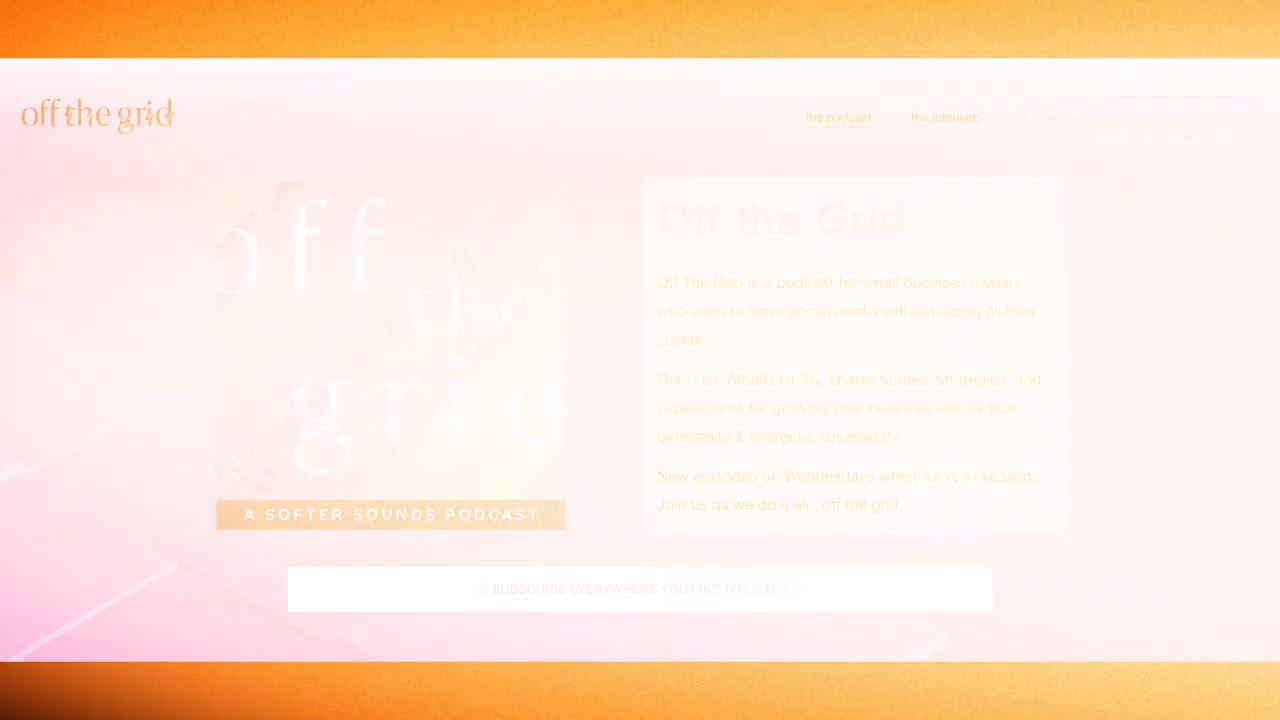 off the grid
the podcast the interweb
off
the
grid
A SOFTER SOUNDS PODCAST
Off the Grid
Off The Grid is a podcast for small business owners
who want to leave social media without losing all their
clients.
Our host, Amelia Hruby, shares stories, strategies, and
experiments for growing your business with radical
generosity & energetic sovereignty.
New episodes on Wednesdays when we're in season.
Join us as we do it all...off the grid.
SUBSCRIBE EVERYWHERE YOU LIKE TO LISTEN